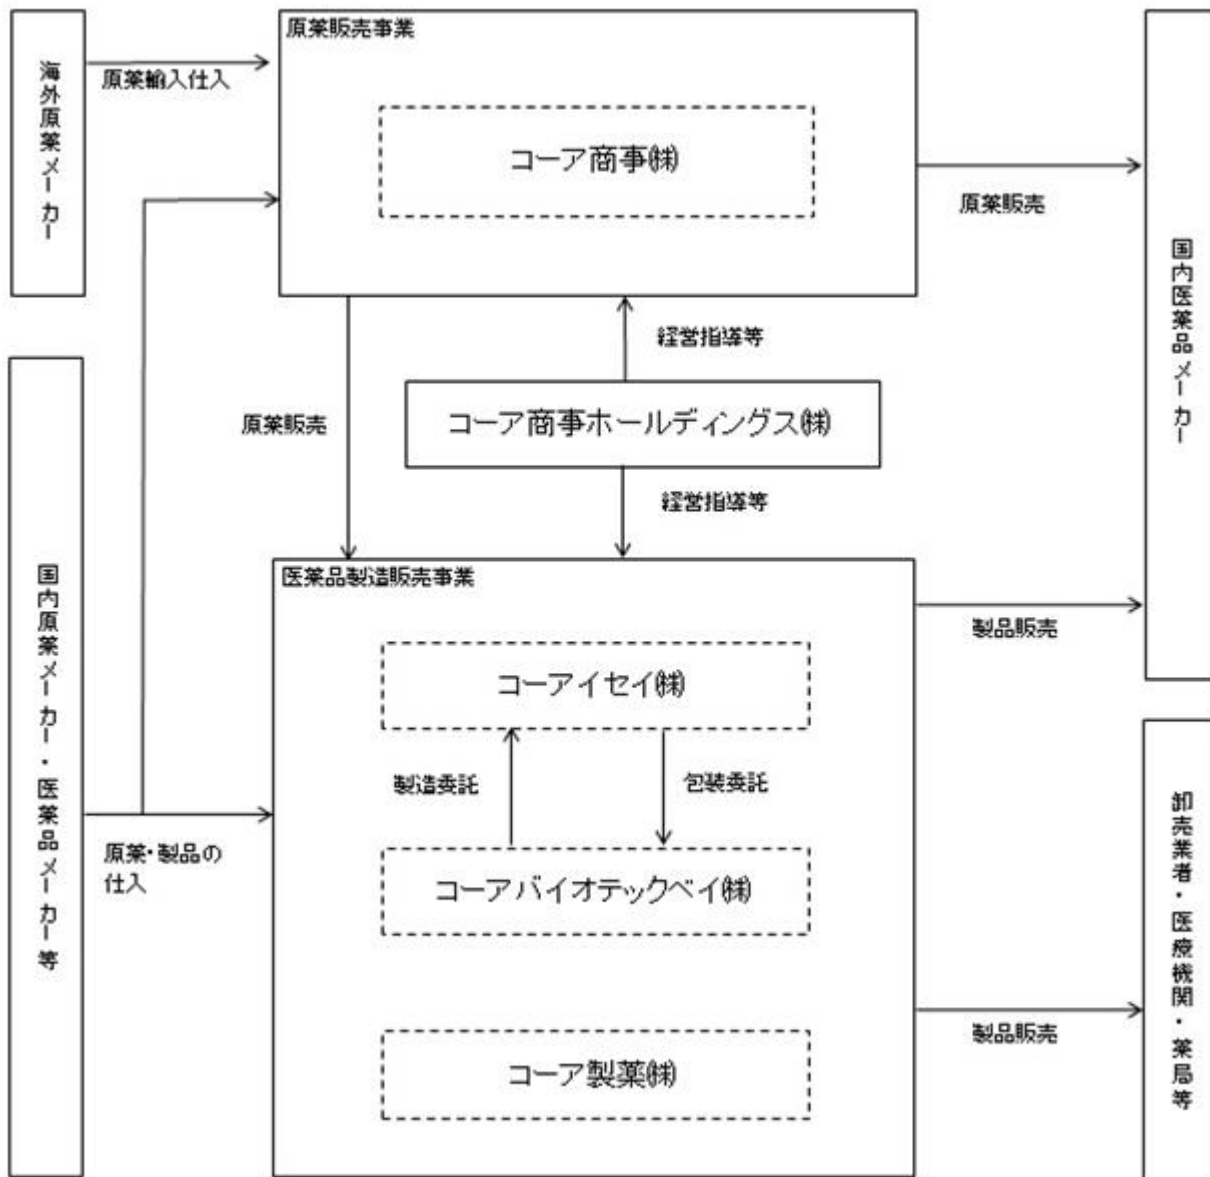 原薬販売事業
海外原薬メーカー
原薬輸入仕入
コーア商事㈱
原薬販売
国内医薬品メーカー
経営指導等
原薬販売
コーア商事ホールディングス㈱
経営指導等
国内原薬メーカー・医薬品メーカー等
医薬品製造販売事業
製品販売
コーアイセイ㈱
製造委託
包装委託
原薬・製品の
仕入
コーアバイオテックベイ㈱
卸売業者・医療機関・薬局等
製品販売
コーア製薬㈱